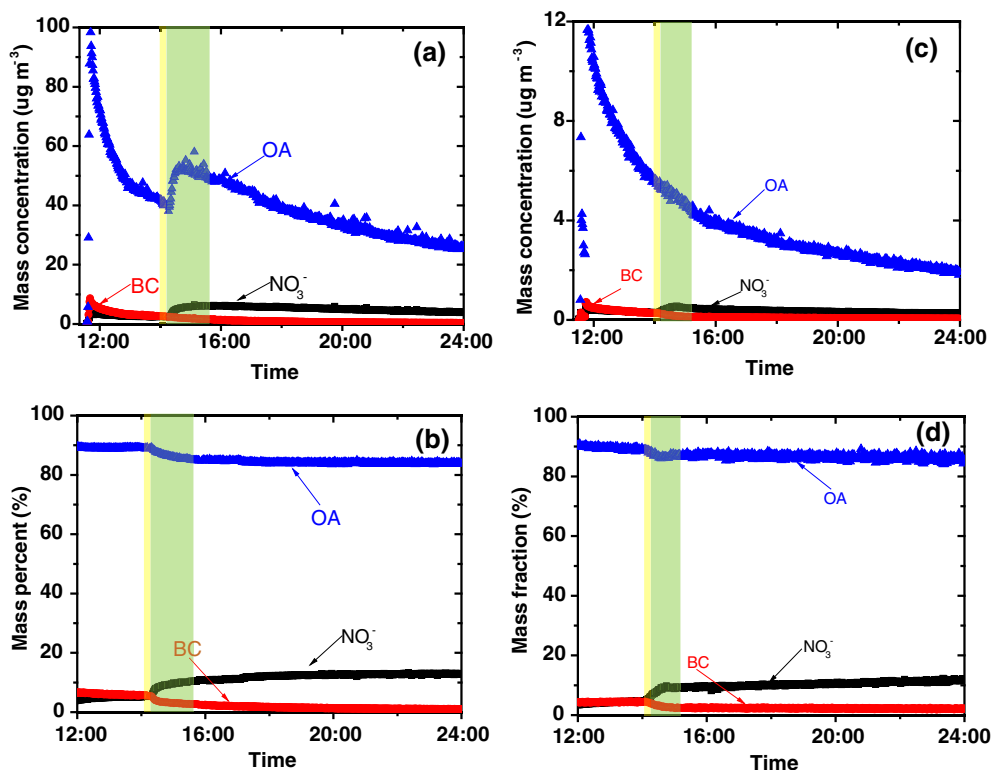 (a)
Mass concentration (ug m-3)
100
80
60
40
20
0
OA
BC
NO3-
12:00 16:00 20:00 24:00
Time
(c)
Mass concentration (ug m-3)
12
8
4
0
OA
BC
NO3-
12:00 16:00 20:00 24:00
Time
(b)
Mass percent (%)
100
80
60
40
20
0
OA
NO3-
BC
12:00 16:00 20:00 24:00
Time
(d)
Mass fraction (%)
100
80
60
40
20
0
OA
NO3-
BC
12:00 16:00 20:00 24:00
Time